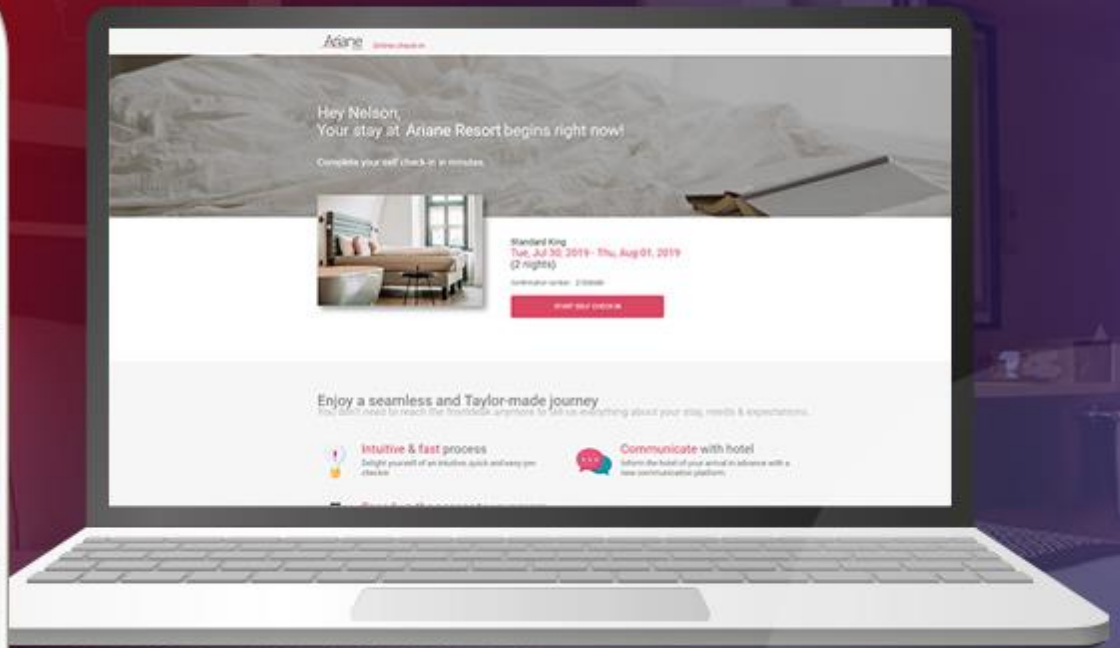 Ariane
Online check-in
Hey Nelson,
Your stay at Ariane Resort begins right now!
Complete your self check-in in minutes.
Standard King
Tue, Jul 30, 2019 - Thu, Aug 01, 2019
(2 nights)
Confirmation number:
START SELF CHECK-IN
Enjoy a seamless and Taylor-made journey
You don't need to reach the frontdesk anymore to tell us everything about your stay, needs & expectations.
Intuitive & fast process
Delight yourself of an intuitive, quick and easy pre-
checkin
Communicate with hotel
Inform the hotel of your arrival in advance with a
new communication platform